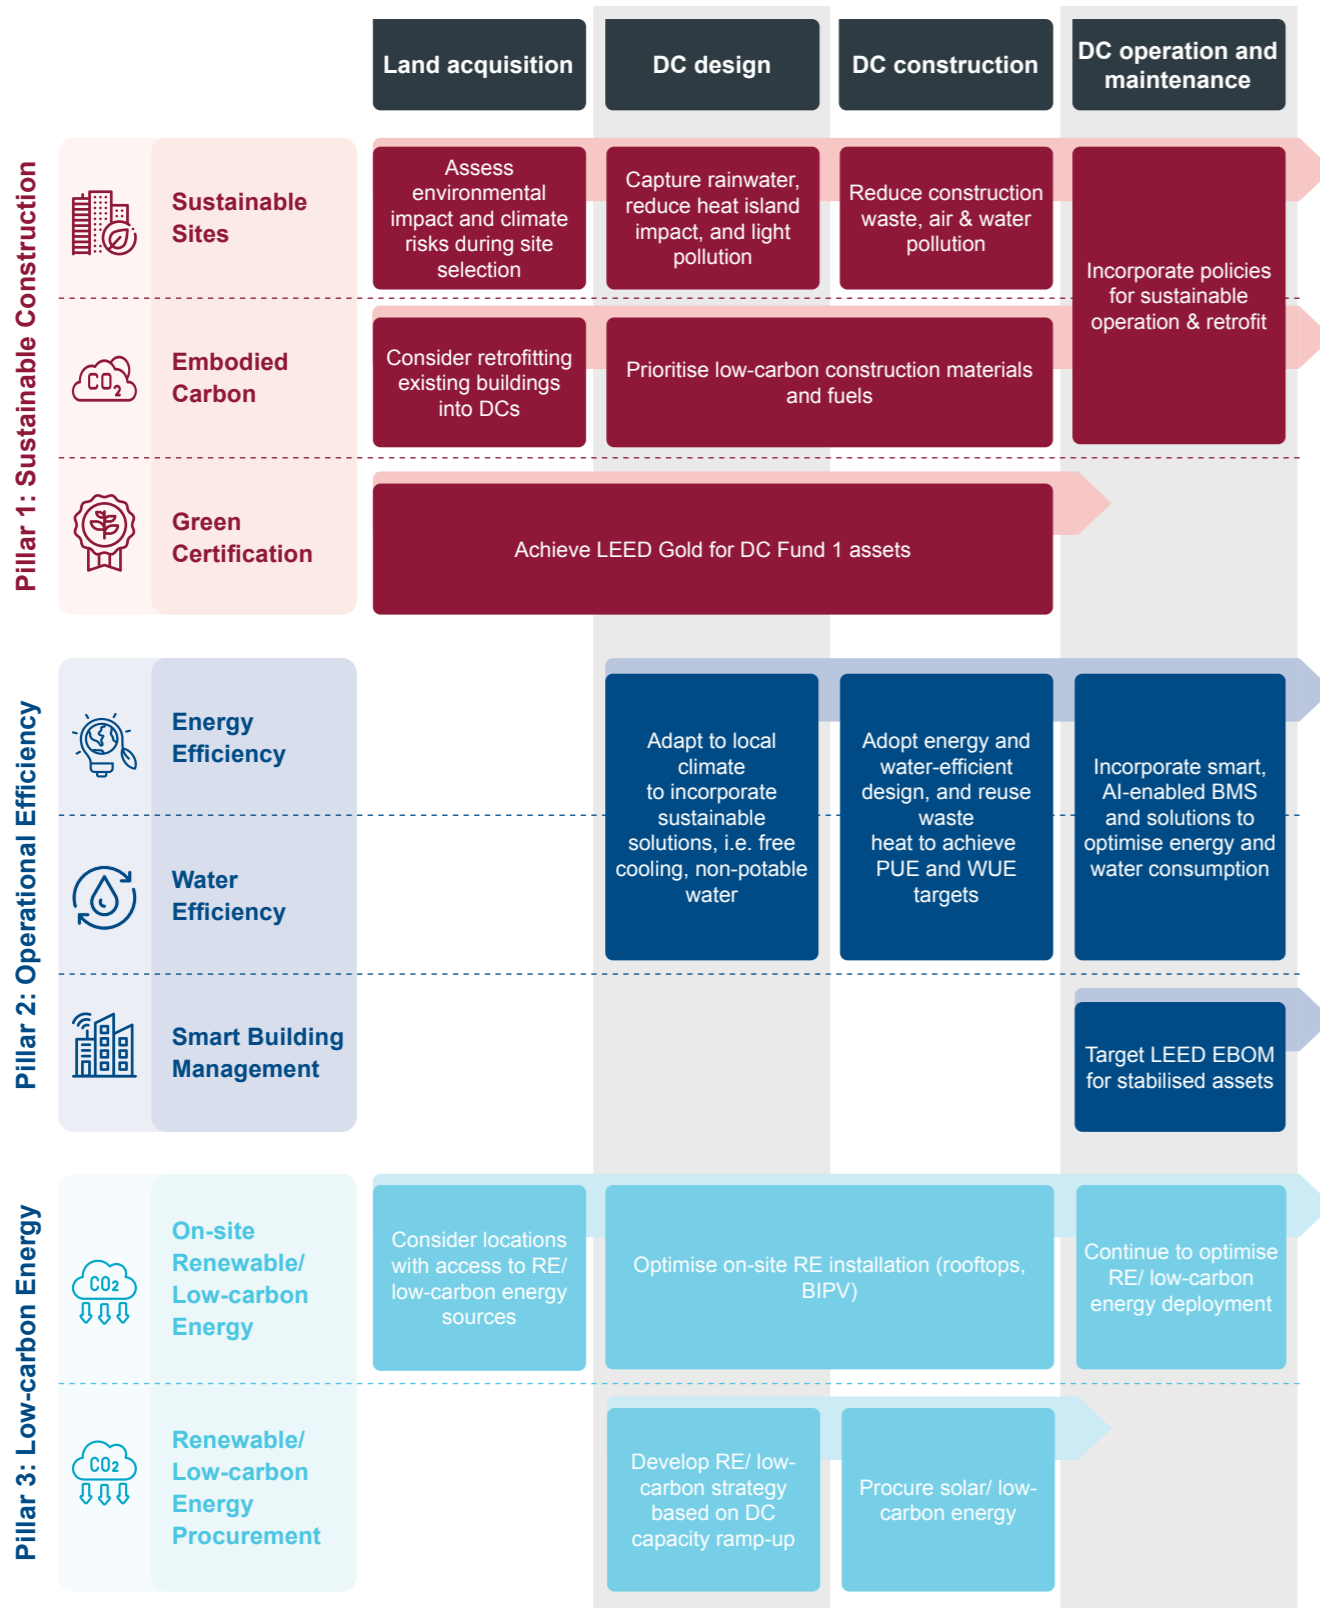 Land acquisition
DC design
DC construction
DC operation and
maintenance
Pillar 1: Sustainable Construction
Sustainable
Sites
Assess
environmental
impact and climate
risks during site
selection
Capture rainwater,
reduce heat island
impact, and light
pollution
Reduce construction
waste, air & water
pollution
Incorporate policies
for sustainable
operation & retrofit
CO2
Embodied
Carbon
Consider retrofitting
existing buildings
into DCs
Prioritise low-carbon construction materials
and fuels
Green
Certification
Achieve LEED Gold for DC Fund 1 assets
Pillar 2: Operational Efficiency
Energy
Efficiency
Adapt to local
climate
to incorporate
sustainable
solutions, i.e. free
cooling, non-potable
water
Adopt energy and
water-efficient
design, and reuse
waste
heat to achieve
PUE and WUE
targets
Incorporate smart,
AI-enabled BMS
and solutions to
optimise energy and
water consumption
Water
Efficiency
Smart Building
Management
Target LEED EBOM
for stabilised assets
Pillar 3: Low-carbon Energy
CO2
On-site
Renewable/
Low-carbon
Energy
Consider locations
with access to RE/
low-carbon energy
sources
Optimise on-site RE installation (rooftops,
BIPV)
Continue to optimise
RE/ low-carbon
energy deployment
CO2
Renewable/
Low-carbon
Energy
Procurement
Develop RE/ low-
carbon strategy
based on DC
capacity ramp-up
Procure solar/ low-
carbon energy